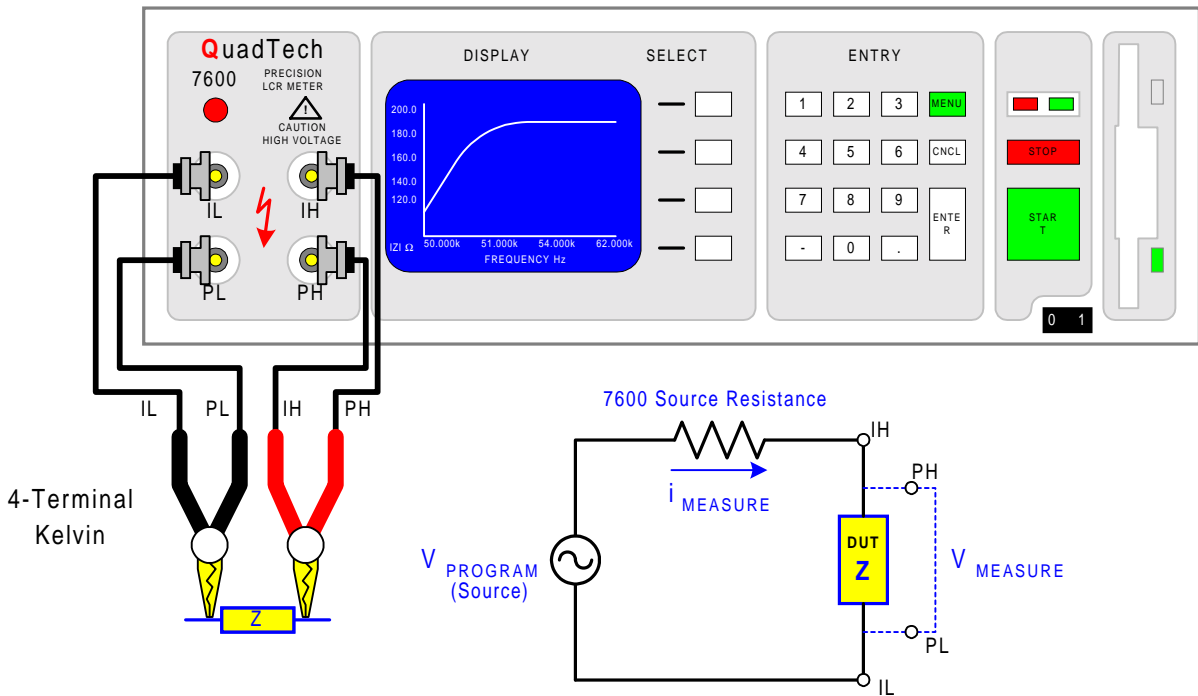 QuadTech
7600
PRECISION
LCR METER
!
CAUTION
HIGH VOLTAGE
IL
IH
PL
PH
DISPLAY
SELECT
200.0
180.0
160.0
140.0
120.0
IZI Ω
50.000k
51.000k
54.000k
62.000k
FREQUENCY Hz
ENTRY
1
2
3
MENU
4
5
6
CNCL
7
8
9
ENTE
R
-
0
.
STOP
STAR
T
0 1
IL
PL
IH
PH
4-Terminal
Kelvin
Z
7600 Source Resistance
IH
i MEASURE
PH
V PROGRAM
(Source)
DUT
Z
V MEASURE
PL
IL